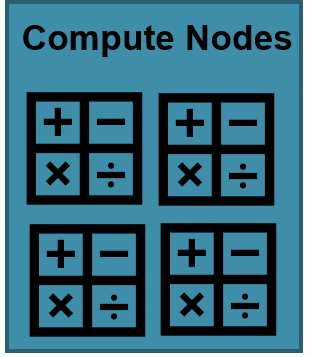 Compute Nodes
+ − + −
× ÷ × ÷
+ − + −
× ÷ × ÷